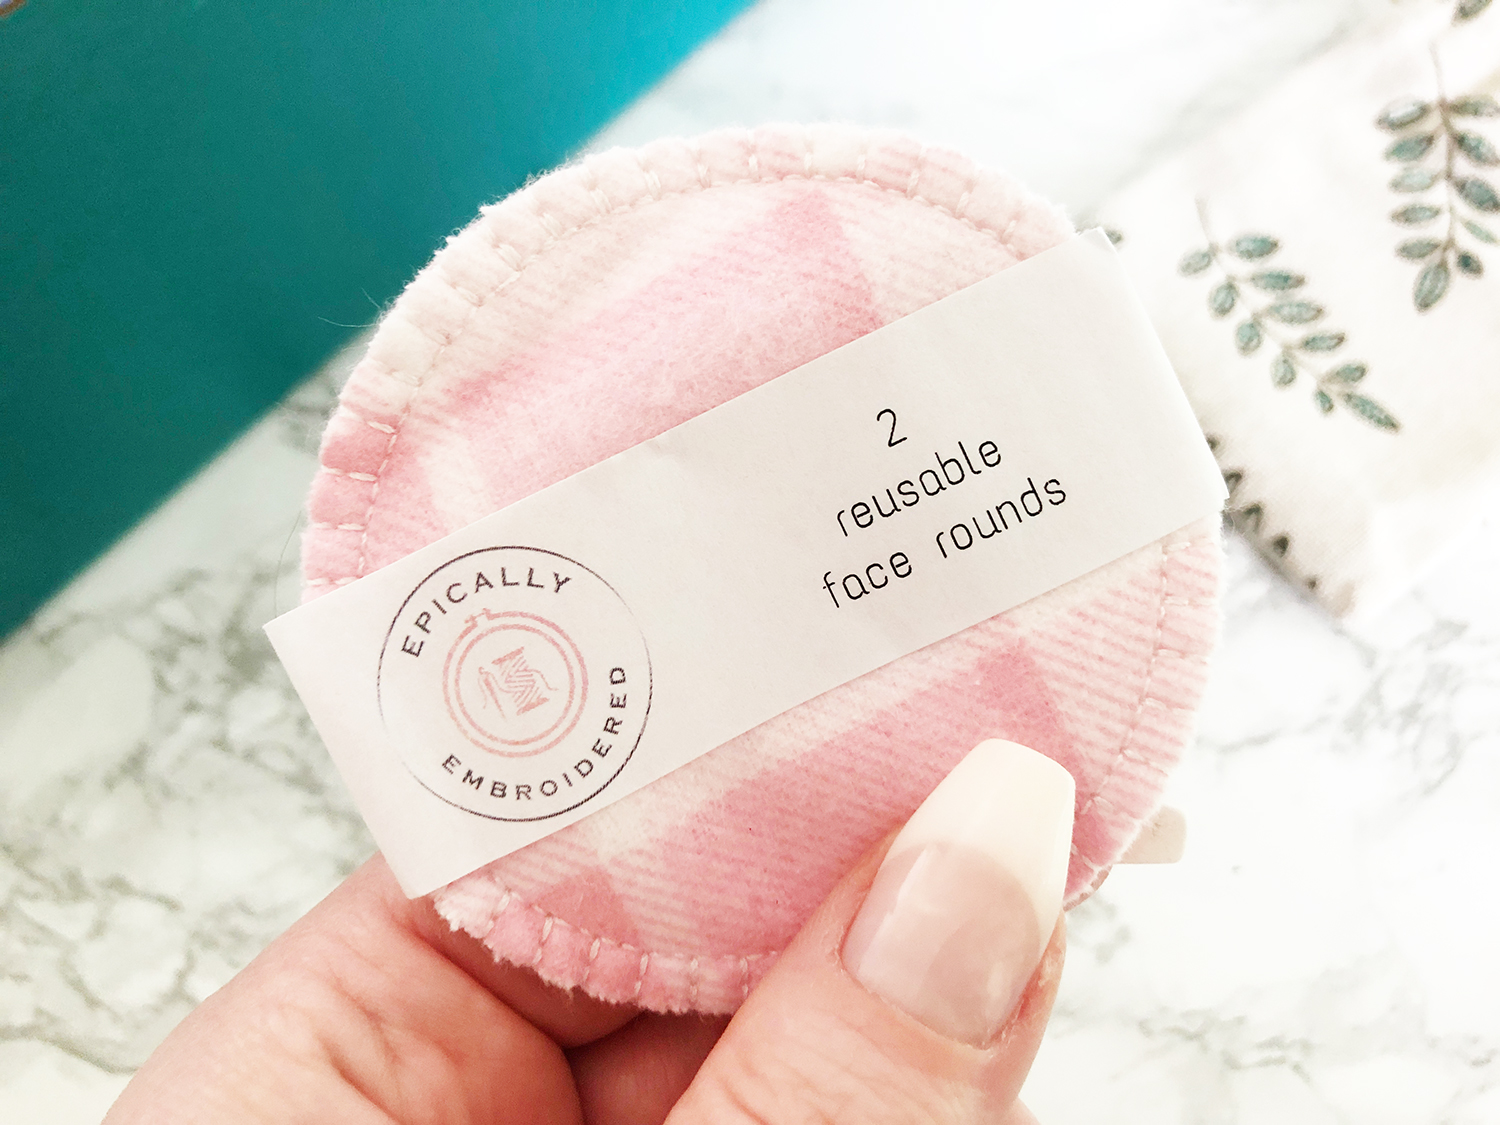 EPICALLY
EMBROIDERED
2
reusable
face rounds